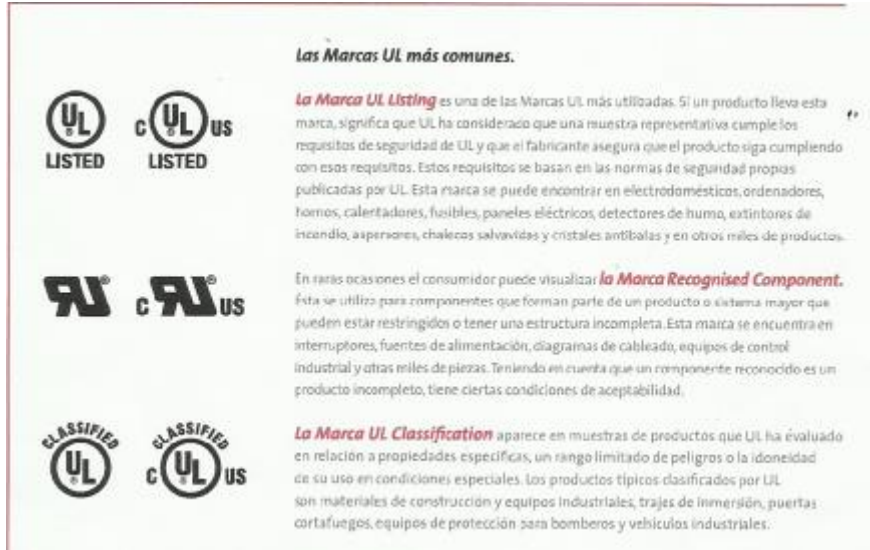 Las Marcas UL más comunes.
UL
LISTED
C UL US
LISTED
La Marca UL Listing es una de las Marcas UL más utilizadas. Si un producto lleva esta
marca, significa que UL ha considerado que una muestra representativa cumple los
requisitos de seguridad de UL y que el fabricante asegura que el producto siga cumpliendo
con esos requisitos. Estos requisitos se basan en las normas de seguridad propias
publicadas por UL. Esta marca se puede encontrar en electrodomésticos, ordenadores,
hornos, calentadores, fusibles, paneles eléctricos, detectores de humo, extintores de
incendio, aspersores, chalecos salvavidas y cristales antibalas y en otros miles de productos.
C US
En raras ocasiones el consumidor puede visualizar la Marca Recognised Component.
Ésta se utiliza para componentes que forman parte de un producto o sistema mayor que
pueden estar restringidos o tener una estructura incompleta. Esta marca se encuentra en
interruptores, fuentes de alimentación, diagramas de cableado, equipos de control
industrial y otras miles de piezas. Teniendo en cuenta que un componente reconocido es un
producto incompleto, tiene ciertas condiciones de aceptabilidad.
CLASSIFIED
UL
CLASSIFIED
C UL US
La Marca UL Classification aparece en muestras de productos que UL ha evaluado
en relación a propiedades específicas, un rango limitado de peligros o la idoneidad
de su uso en condiciones especiales. Los productos típicos clasificados por UL
son materiales de construcción y equipos industriales, trajes de inmersión, puertas
cortafuegos, equipos de protección para bomberos y vehículos industriales.